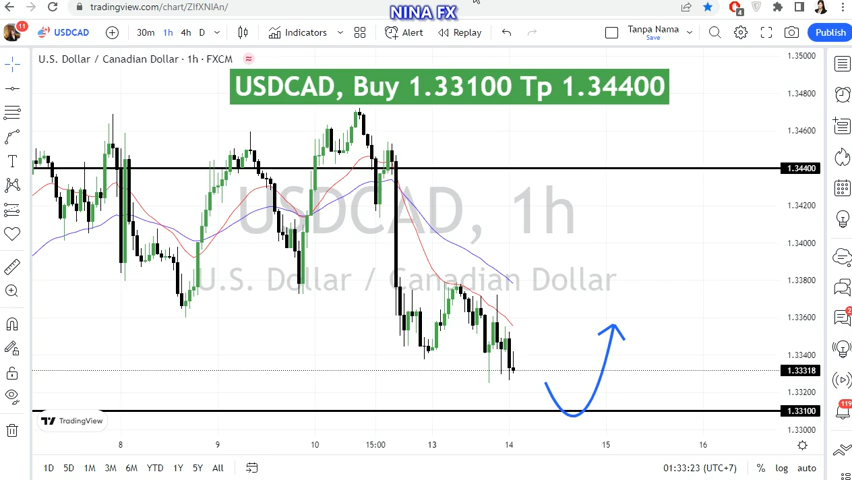 NINA FX
tradingview.com/chart/ZIfXNIAn/
11
USDCAD
30m 1h 4h D
Indicators
Alert
Replay
Tanpa Nama
Save
Publish
U.S. Dollar / Canadian Dollar · 1h · FXCM
USDCAD, Buy 1.33100 Tp 1.34400
USDCAD, 1h
U.S. Dollar / Canadian Dollar
1.35000
1.34800
1.34600
1.34400
1.34200
1.34000
1.33800
1.33600
1.33400
1.33318
1.33200
1.33100
1.33000
TradingView
8 9 10 15:00 13 14 15 16
1D 5D 1M 3M 6M YTD 1Y 5Y All
01:33:23 (UTC+7)
% log auto
4
2
119